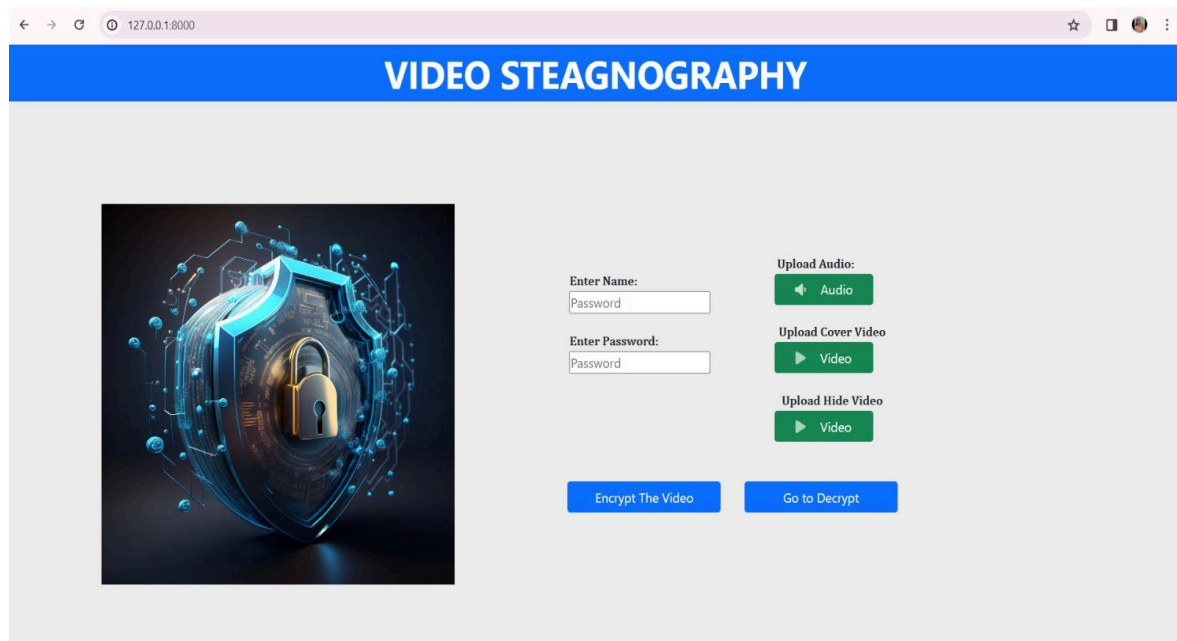 127.0.0.1:8000
VIDEO STEAGNOGRAPHY
Enter Name:
Password
Enter Password:
Password
Upload Audio:
Audio
Upload Cover Video
Video
Upload Hide Video
Video
Encrypt The Video
Go to Decrypt